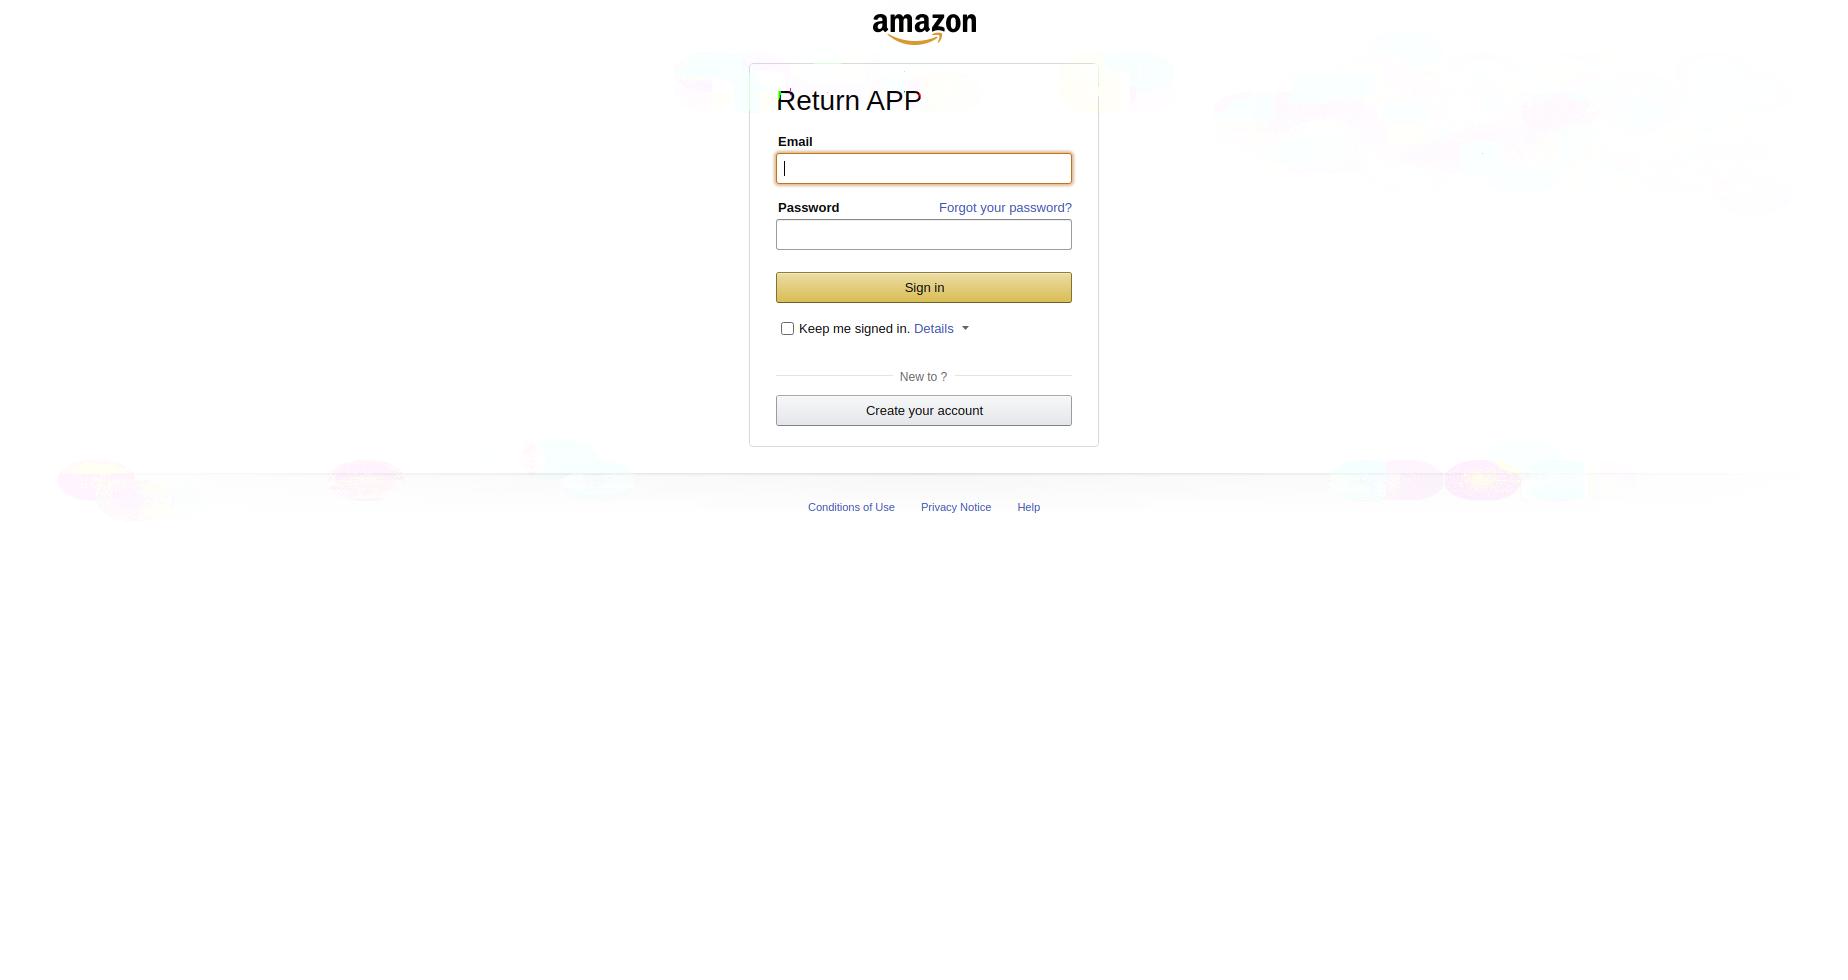 amazon
Return APP
Email
Password Forgot your password?
Sign in
Keep me signed in. Details
New to ?
Create your account
Conditions of Use Privacy Notice Help